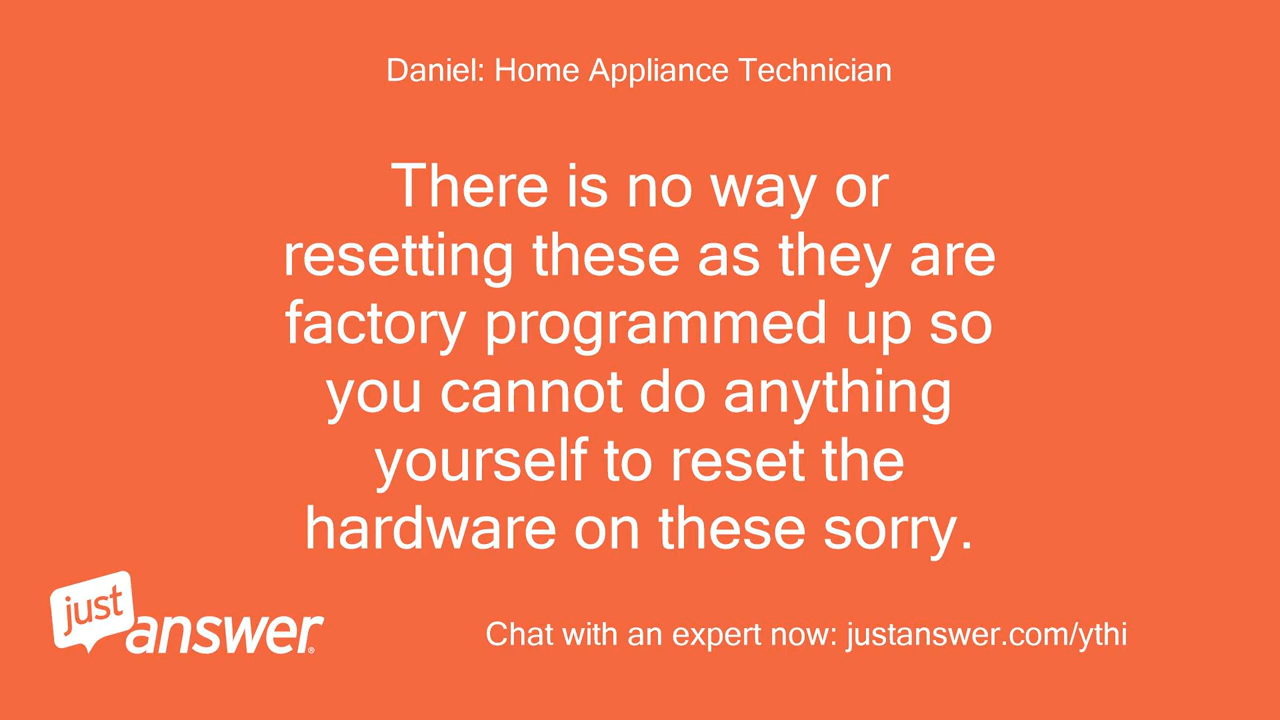 Daniel: Home Appliance Technician
There is no way or
resetting these as they are
factory programmed up so
you cannot do anything
yourself to reset the
hardware on these sorry.
just
answer®
Chat with an expert now: justanswer.com/ythi